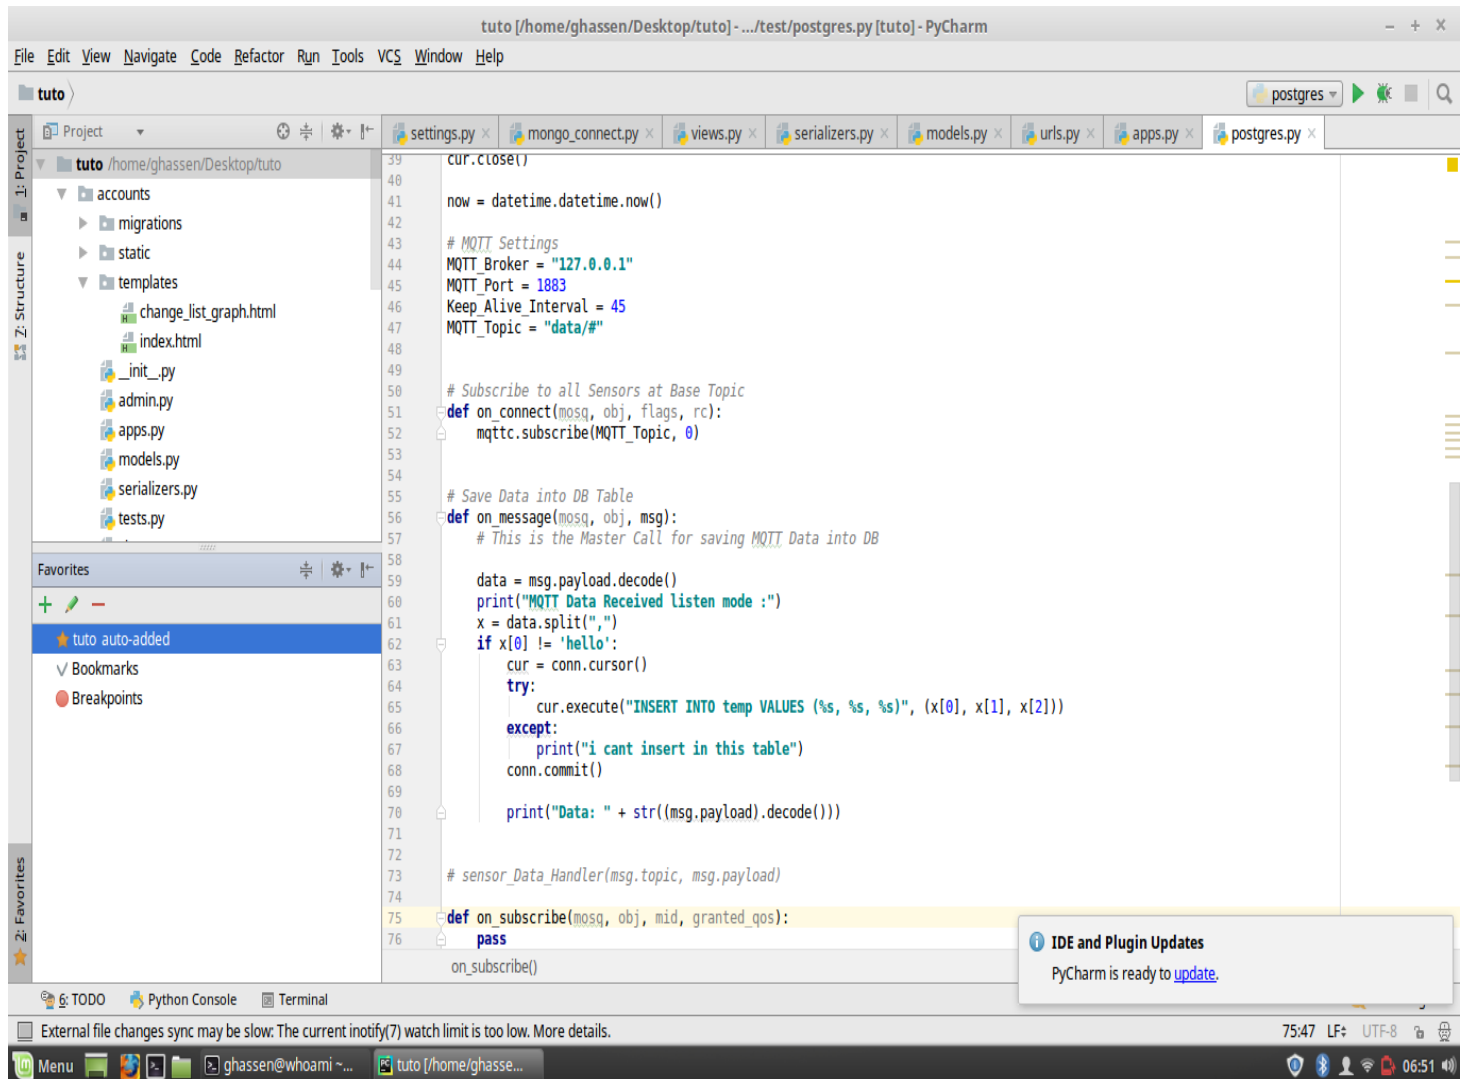 tuto [/home/ghassen/Desktop/tuto] - .../test/postgres.py [tuto] - PyCharm
File Edit View Navigate Code Refactor Run Tools VCS Window Help
tuto
postgres
Project
settings.py mongo_connect.py views.py serializers.py models.py urls.py apps.py postgres.py
1: Project
7: Structure
2: Favorites
tuto /home/ghassen/Desktop/tuto
accounts
migrations
static
templates
change_list_graph.html
index.html
__init__.py
admin.py
apps.py
models.py
serializers.py
tests.py
Favorites
tuto auto-added
Bookmarks
Breakpoints
39 cur.close()
40
41 now = datetime.datetime.now()
42
43 # MQTT Settings
44 MQTT_Broker = "127.0.0.1"
45 MQTT_Port = 1883
46 Keep_Alive_Interval = 45
47 MQTT_Topic = "data/#"
48
49
50 # Subscribe to all Sensors at Base Topic
51 def on_connect(mosq, obj, flags, rc):
52 mqttc.subscribe(MQTT_Topic, 0)
53
54
55 # Save Data into DB Table
56 def on_message(mosq, obj, msg):
57 # This is the Master Call for saving MQTT Data into DB
58
59 data = msg.payload.decode()
60 print("MQTT Data Received listen mode :")
61 x = data.split(",")
62 if x[0] != 'hello':
63 cur = conn.cursor()
64 try:
65 cur.execute("INSERT INTO temp VALUES (%s, %s, %s)", (x[0], x[1], x[2]))
66 except:
67 print("i cant insert in this table")
68 conn.commit()
69
70 print("Data: " + str((msg.payload).decode()))
71
72
73 # sensor_Data_Handler(msg.topic, msg.payload)
74
75 def on_subscribe(mosq, obj, mid, granted_qos):
76 pass
on_subscribe()
IDE and Plugin Updates
PyCharm is ready to update.
6: TODO Python Console Terminal
External file changes sync may be slow: The current inotify(7) watch limit is too low. More details.
75:47 LF UTF-8
Menu ghassen@whoami ~... tuto [/home/ghasse... 06:51